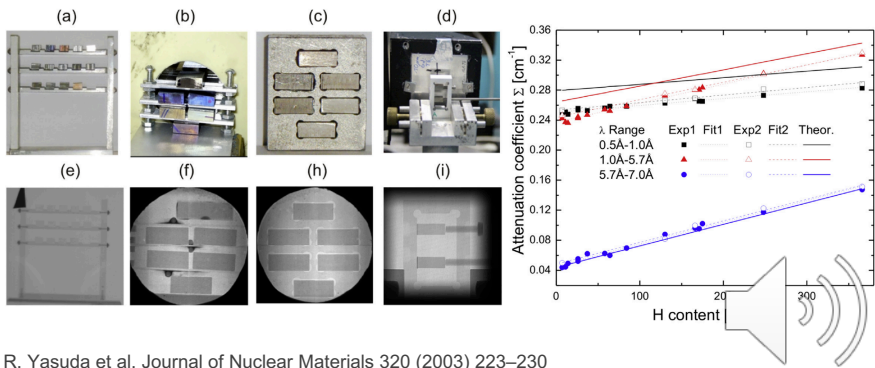 (a)
(b)
(c)
(d)
(e)
(f)
(h)
(i)
Attenuation coefficient Σ [cm⁻¹]
0.36
0.32
0.28
0.24
0.20
0.16
0.12
0.08
0.04
λ Range Exp1 Fit1 Exp2 Fit2 Theor.
0.5Å-1.0Å
1.0Å-5.7Å
5.7Å-7.0Å
0 100 300
H content [
R. Yasuda et al. Journal of Nuclear Materials 320 (2003) 223–230